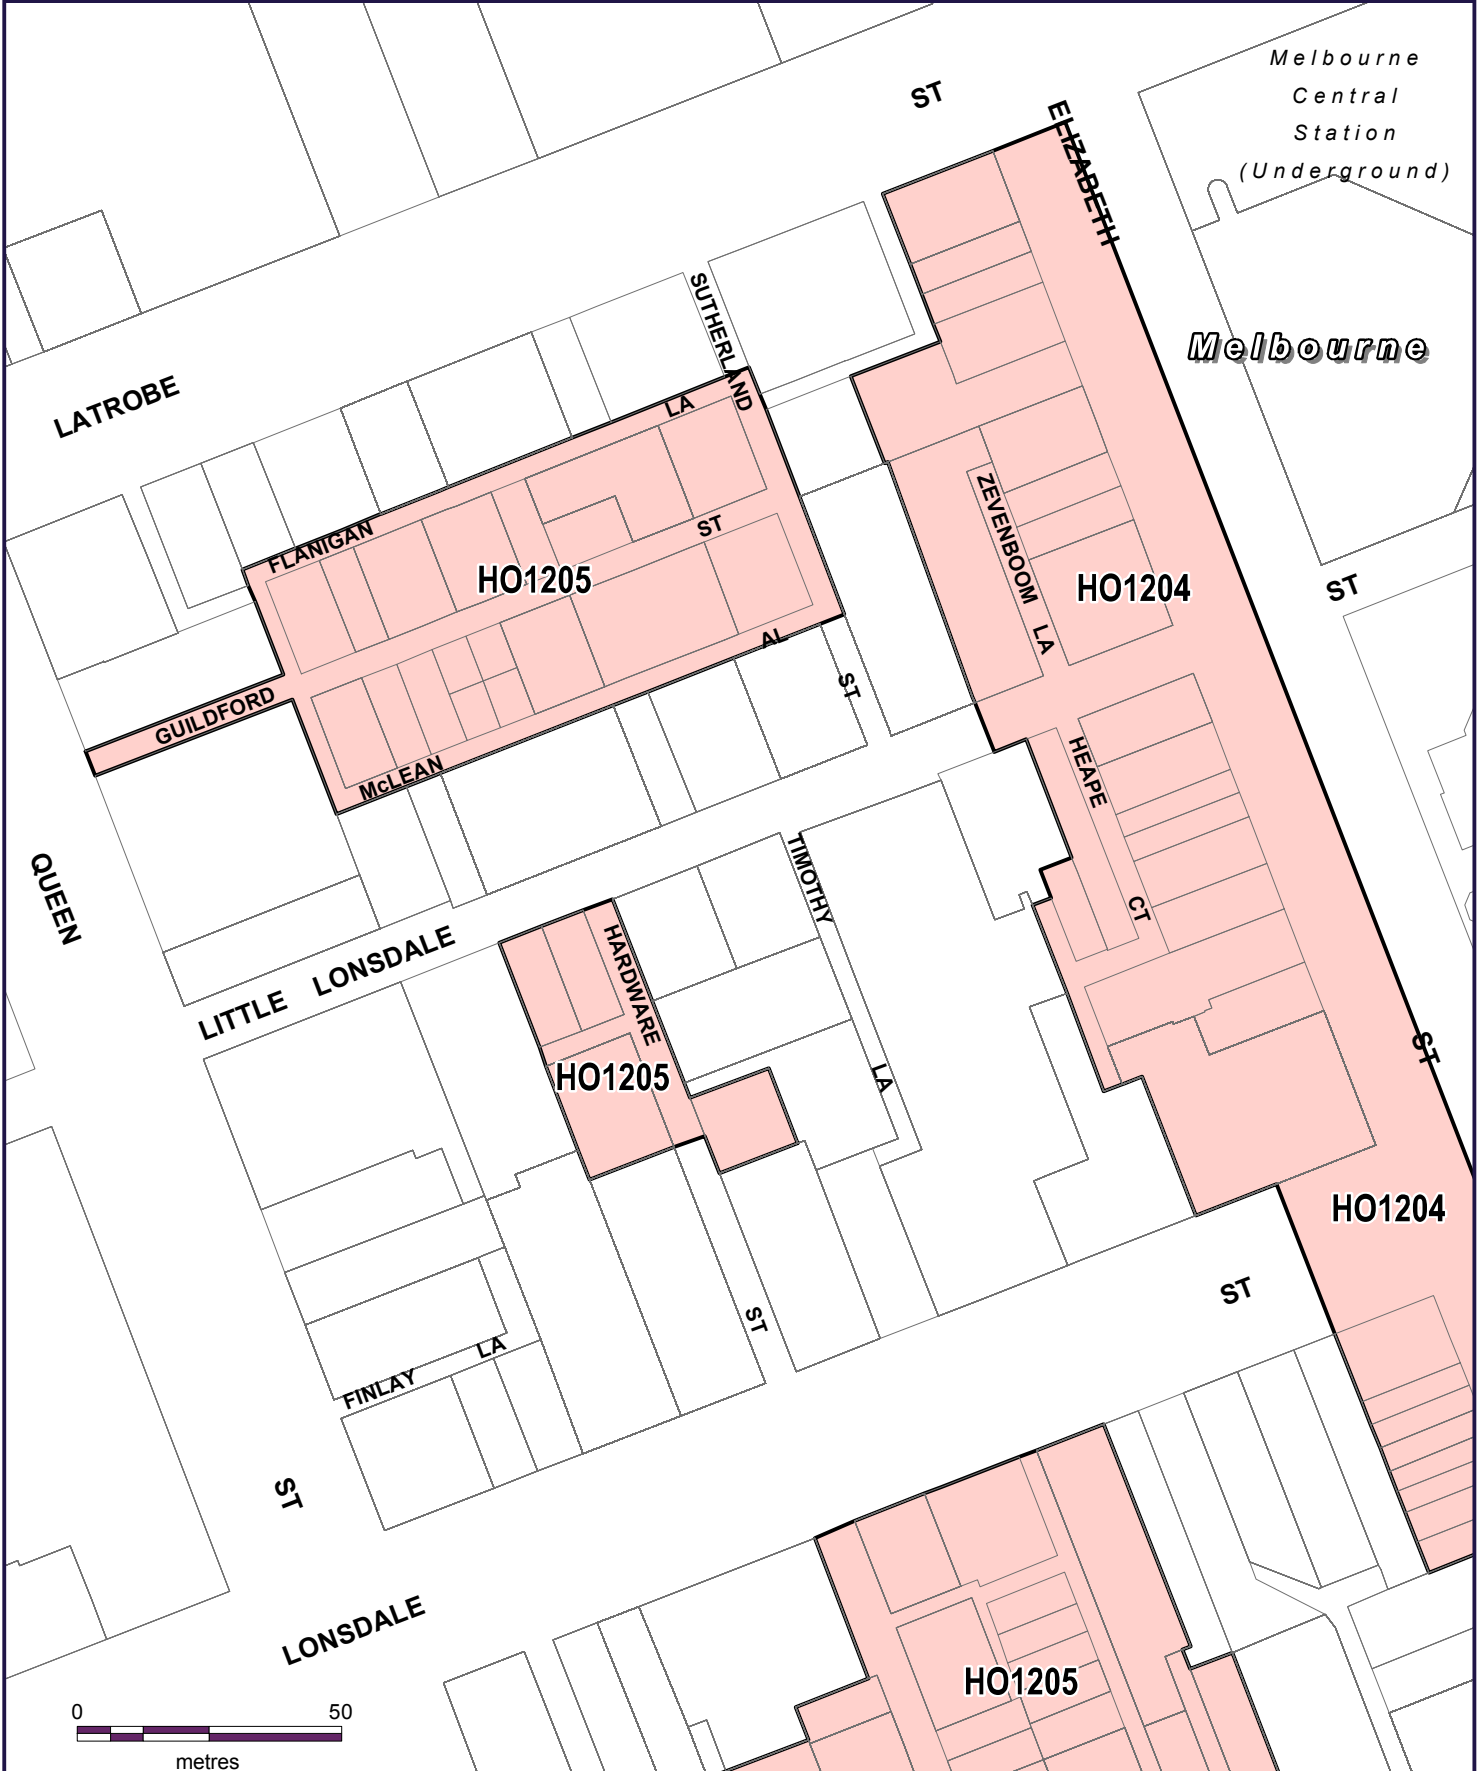 Melbourne
Central
Station
(Underground)
ST
ELIZABETH
SUTHERLAND
Melbourne
LATROBE
LA
FLANIGAN
ST
HO1205
ZEVENBOOM LA
HO1204
ST
AL
ST
GUILDFORD
McLEAN
HEAPE
CT
QUEEN
TIMOTHY
LITTLE LONSDALE
HARDWARE
HO1205
LA
ST
HO1204
ST
ST
FINLAY LA
ST
LONSDALE
HO1205
0 50
metres